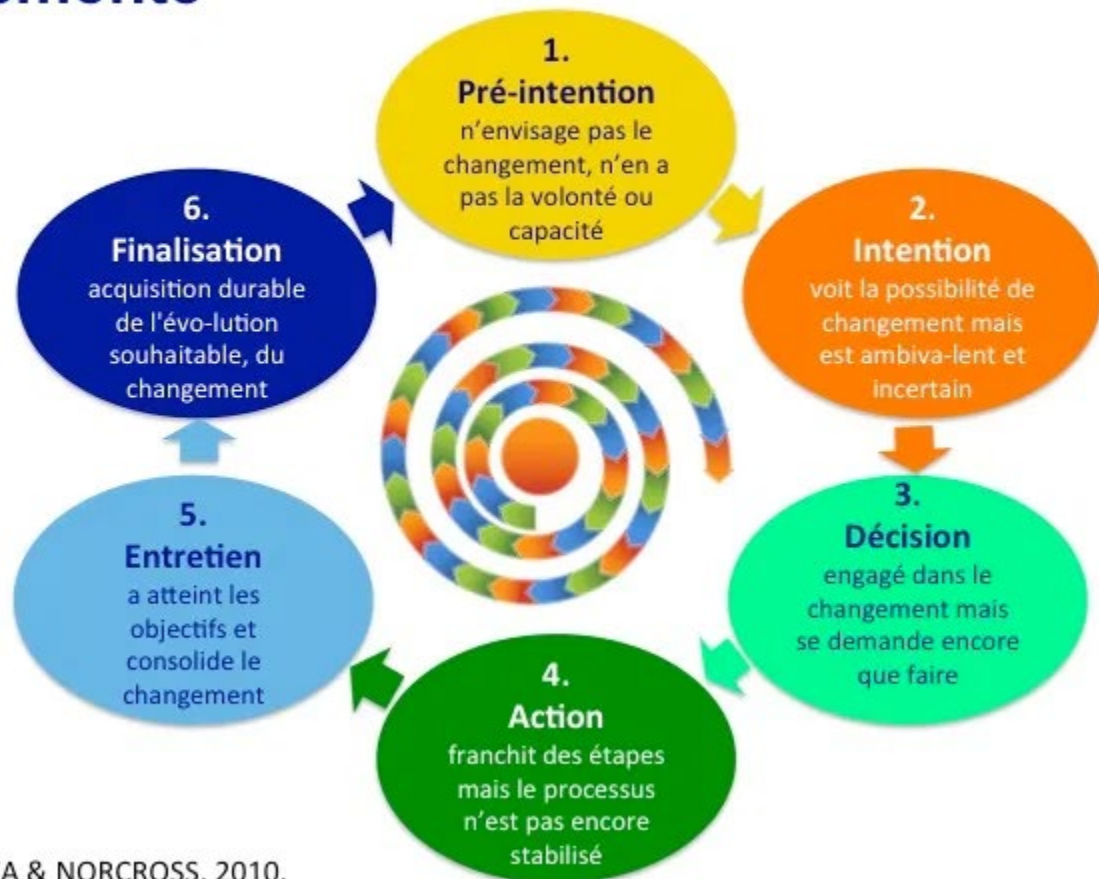 1.
Pré-intention
n'envisage pas le
changement, n'en a
pas la volonté ou
capacité
2.
Intention
voit la possibilité de
changement mais
est ambiva-lent et
incertain
3.
Décision
engagé dans le
changement mais
se demande encore
que faire
4.
Action
franchit des étapes
mais le processus
n'est pas encore
stabilisé
5.
Entretien
a atteint les
objectifs et
consolide le
changement
6.
Finalisation
acquisition durable
de l'évo-lution
souhaitable, du
changement
A & NORCROSS, 2010.